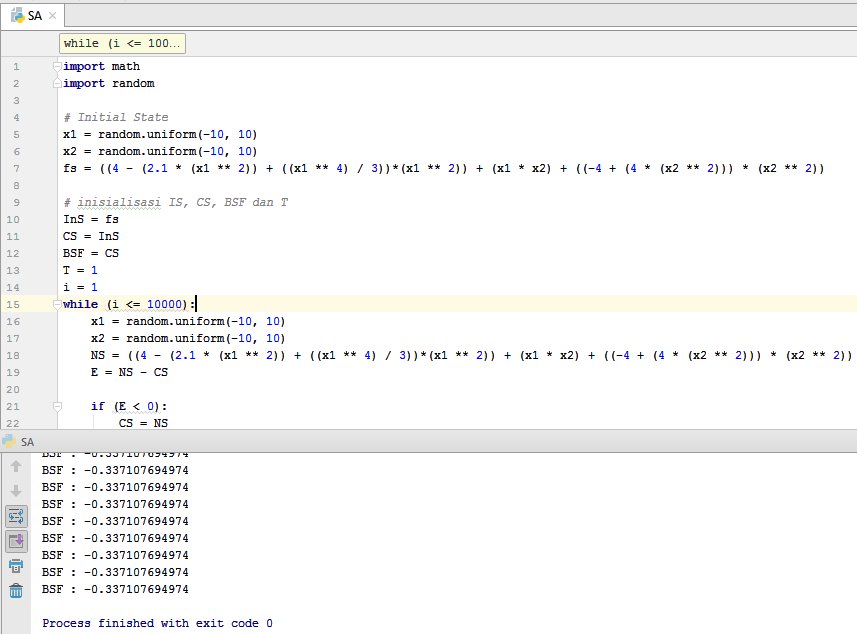 SA
while (i <= 100...
1 import math
2 import random
3
4 # Initial State
5 x1 = random.uniform(-10, 10)
6 x2 = random.uniform(-10, 10)
7 fs = ((4 - (2.1 * (x1 ** 2)) + ((x1 ** 4) / 3))*(x1 ** 2)) + (x1 * x2) + ((-4 + (4 * (x2 ** 2))) * (x2 ** 2))
8
9 # inisialisasi IS, CS, BSF dan T
10 InS = fs
11 CS = InS
12 BSF = CS
13 T = 1
14 i = 1
15 while (i <= 10000):
16 x1 = random.uniform(-10, 10)
17 x2 = random.uniform(-10, 10)
18 NS = ((4 - (2.1 * (x1 ** 2)) + ((x1 ** 4) / 3))*(x1 ** 2)) + (x1 * x2) + ((-4 + (4 * (x2 ** 2))) * (x2 ** 2))
19 E = NS - CS
20
21 if (E < 0):
22 CS = NS
SA
BSF : -0.337107694974
BSF : -0.337107694974
BSF : -0.337107694974
BSF : -0.337107694974
BSF : -0.337107694974
BSF : -0.337107694974
BSF : -0.337107694974
BSF : -0.337107694974
BSF : -0.337107694974
Process finished with exit code 0